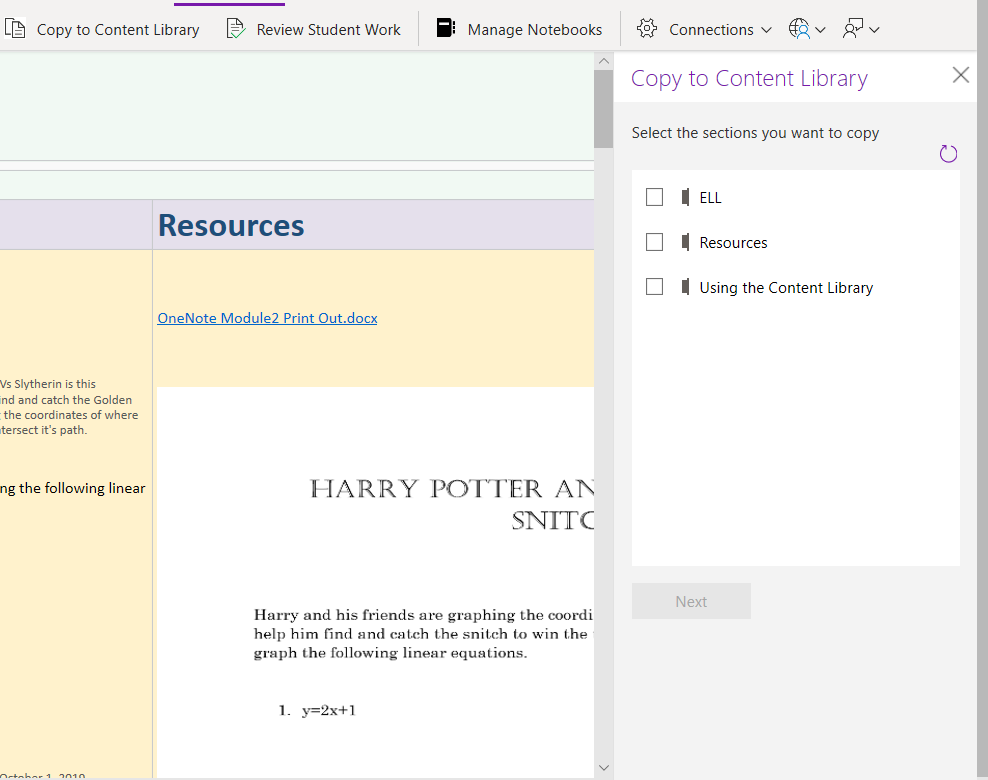 Copy to Content Library Review Student Work Manage Notebooks Connections
Resources
OneNote Module2 Print Out.docx
Vs Slytherin is this
ind and catch the Golden
the coordinates of where
tersect it's path.
ng the following linear
HARRY POTTER AN
SNITC
Harry and his friends are graphing the coordi
help him find and catch the snitch to win the
graph the following linear equations.
1. y=2x+1
October 1, 2019
Copy to Content Library
Select the sections you want to copy
ELL
Resources
Using the Content Library
Next